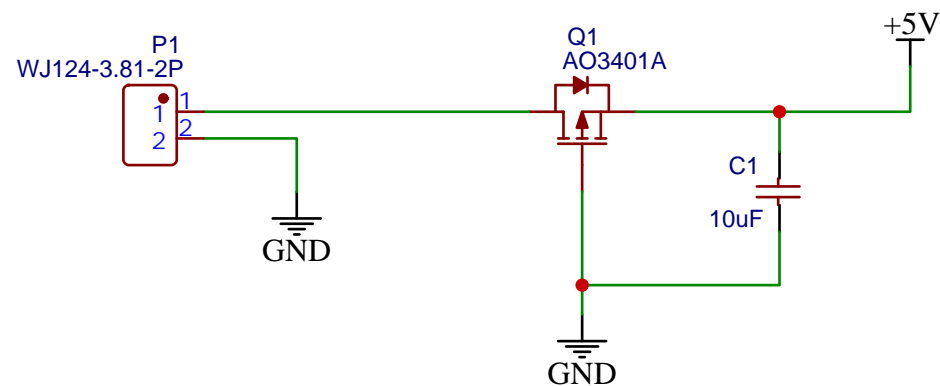 +5V
P1
WJ124-3.81-2P
Q1
AO3401A
1 1
2 2
C1
10uF
GND
GND